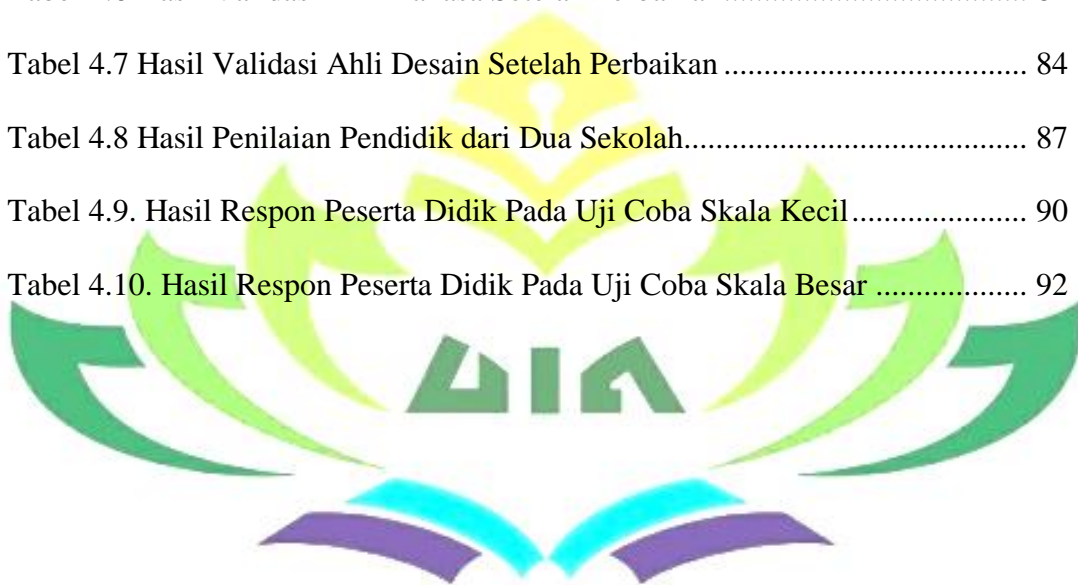 Tabel 4.7 Hasil Validasi Ahli Desain Setelah Perbaikan ..................................... 84
Tabel 4.8 Hasil Penilaian Pendidik dari Dua Sekolah.......................................... 87
Tabel 4.9. Hasil Respon Peserta Didik Pada Uji Coba Skala Kecil..................... 90
Tabel 4.10. Hasil Respon Peserta Didik Pada Uji Coba Skala Besar .................. 92